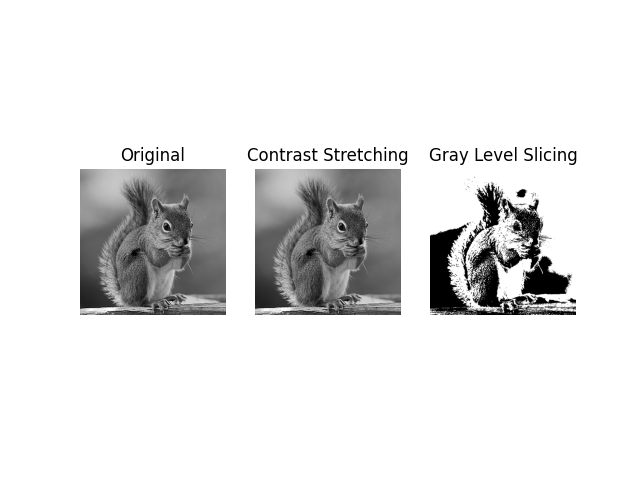 Original
Contrast Stretching
Gray Level Slicing